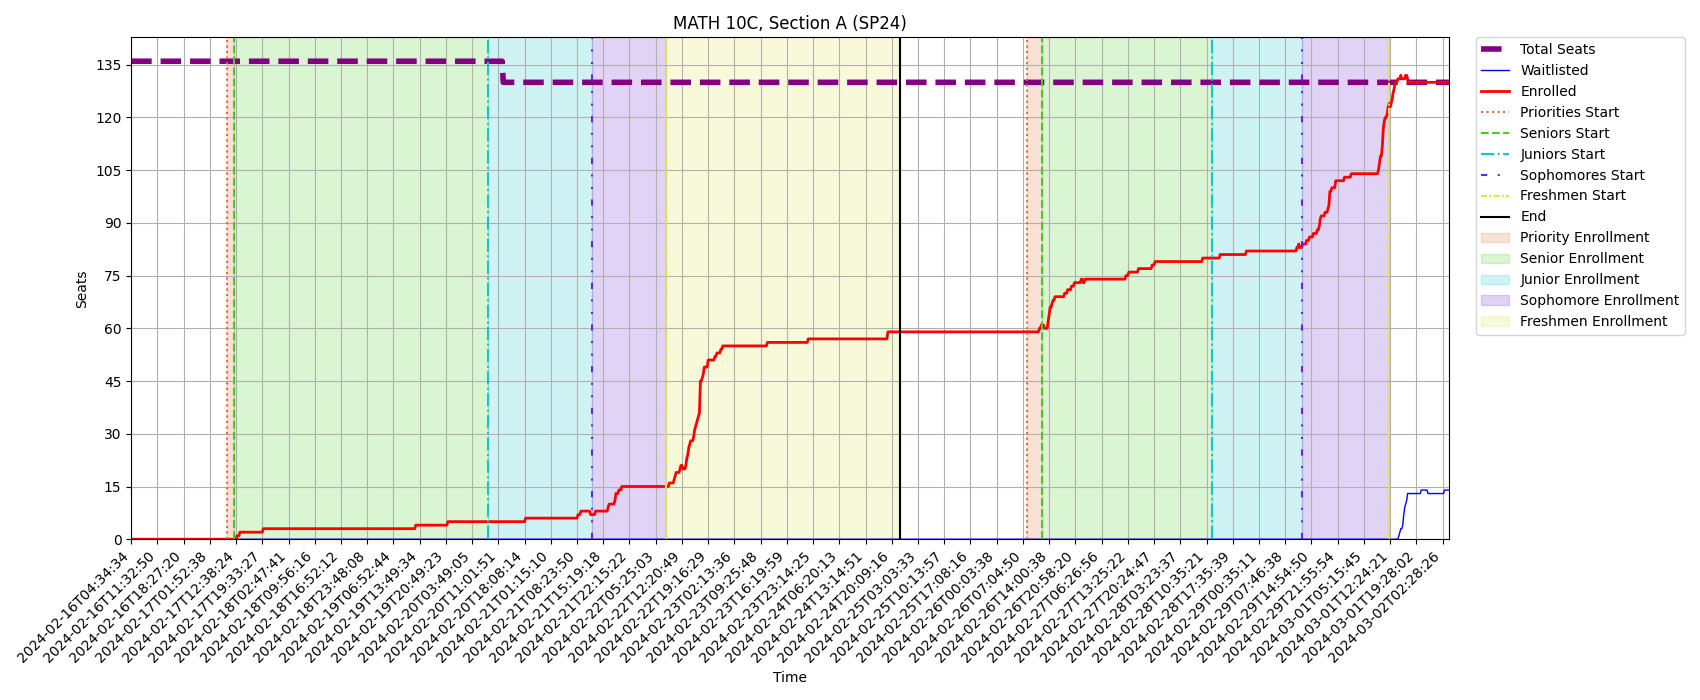 MATH 10C, Section A (SP24)
Seats
135
120
105
90
75
60
45
30
15
0
2024-02-16T04:34:34
2024-02-16T11:32:50
2024-02-16T18:27:20
2024-02-17T01:52:38
2024-02-17T12:38:24
2024-02-17T19:33:27
2024-02-18T02:47:41
2024-02-18T09:56:16
2024-02-18T16:52:12
2024-02-18T23:48:08
2024-02-19T06:52:44
2024-02-19T13:49:34
2024-02-19T20:49:23
2024-02-20T03:49:05
2024-02-20T11:01:51
2024-02-20T18:08:14
2024-02-21T01:15:10
2024-02-21T08:23:50
2024-02-21T15:19:18
2024-02-21T22:15:22
2024-02-22T05:25:03
2024-02-22T12:20:49
2024-02-22T19:16:29
2024-02-23T02:13:36
2024-02-23T09:25:48
2024-02-23T16:19:59
2024-02-23T23:14:25
2024-02-24T06:20:13
2024-02-24T13:14:51
2024-02-24T20:09:16
2024-02-25T03:03:33
2024-02-25T10:13:57
2024-02-25T17:08:16
2024-02-26T00:03:38
2024-02-26T07:04:50
2024-02-26T14:00:38
2024-02-26T20:58:20
2024-02-27T06:26:56
2024-02-27T13:25:22
2024-02-27T20:24:47
2024-02-28T03:23:37
2024-02-28T10:35:21
2024-02-28T17:35:39
2024-02-29T00:35:11
2024-02-29T07:46:38
2024-02-29T14:54:50
2024-02-29T21:55:54
2024-03-01T05:15:45
2024-03-01T12:24:21
2024-03-01T19:28:02
2024-03-02T02:28:26
Time
Total Seats
Waitlisted
Enrolled
Priorities Start
Seniors Start
Juniors Start
Sophomores Start
Freshmen Start
End
Priority Enrollment
Senior Enrollment
Junior Enrollment
Sophomore Enrollment
Freshmen Enrollment